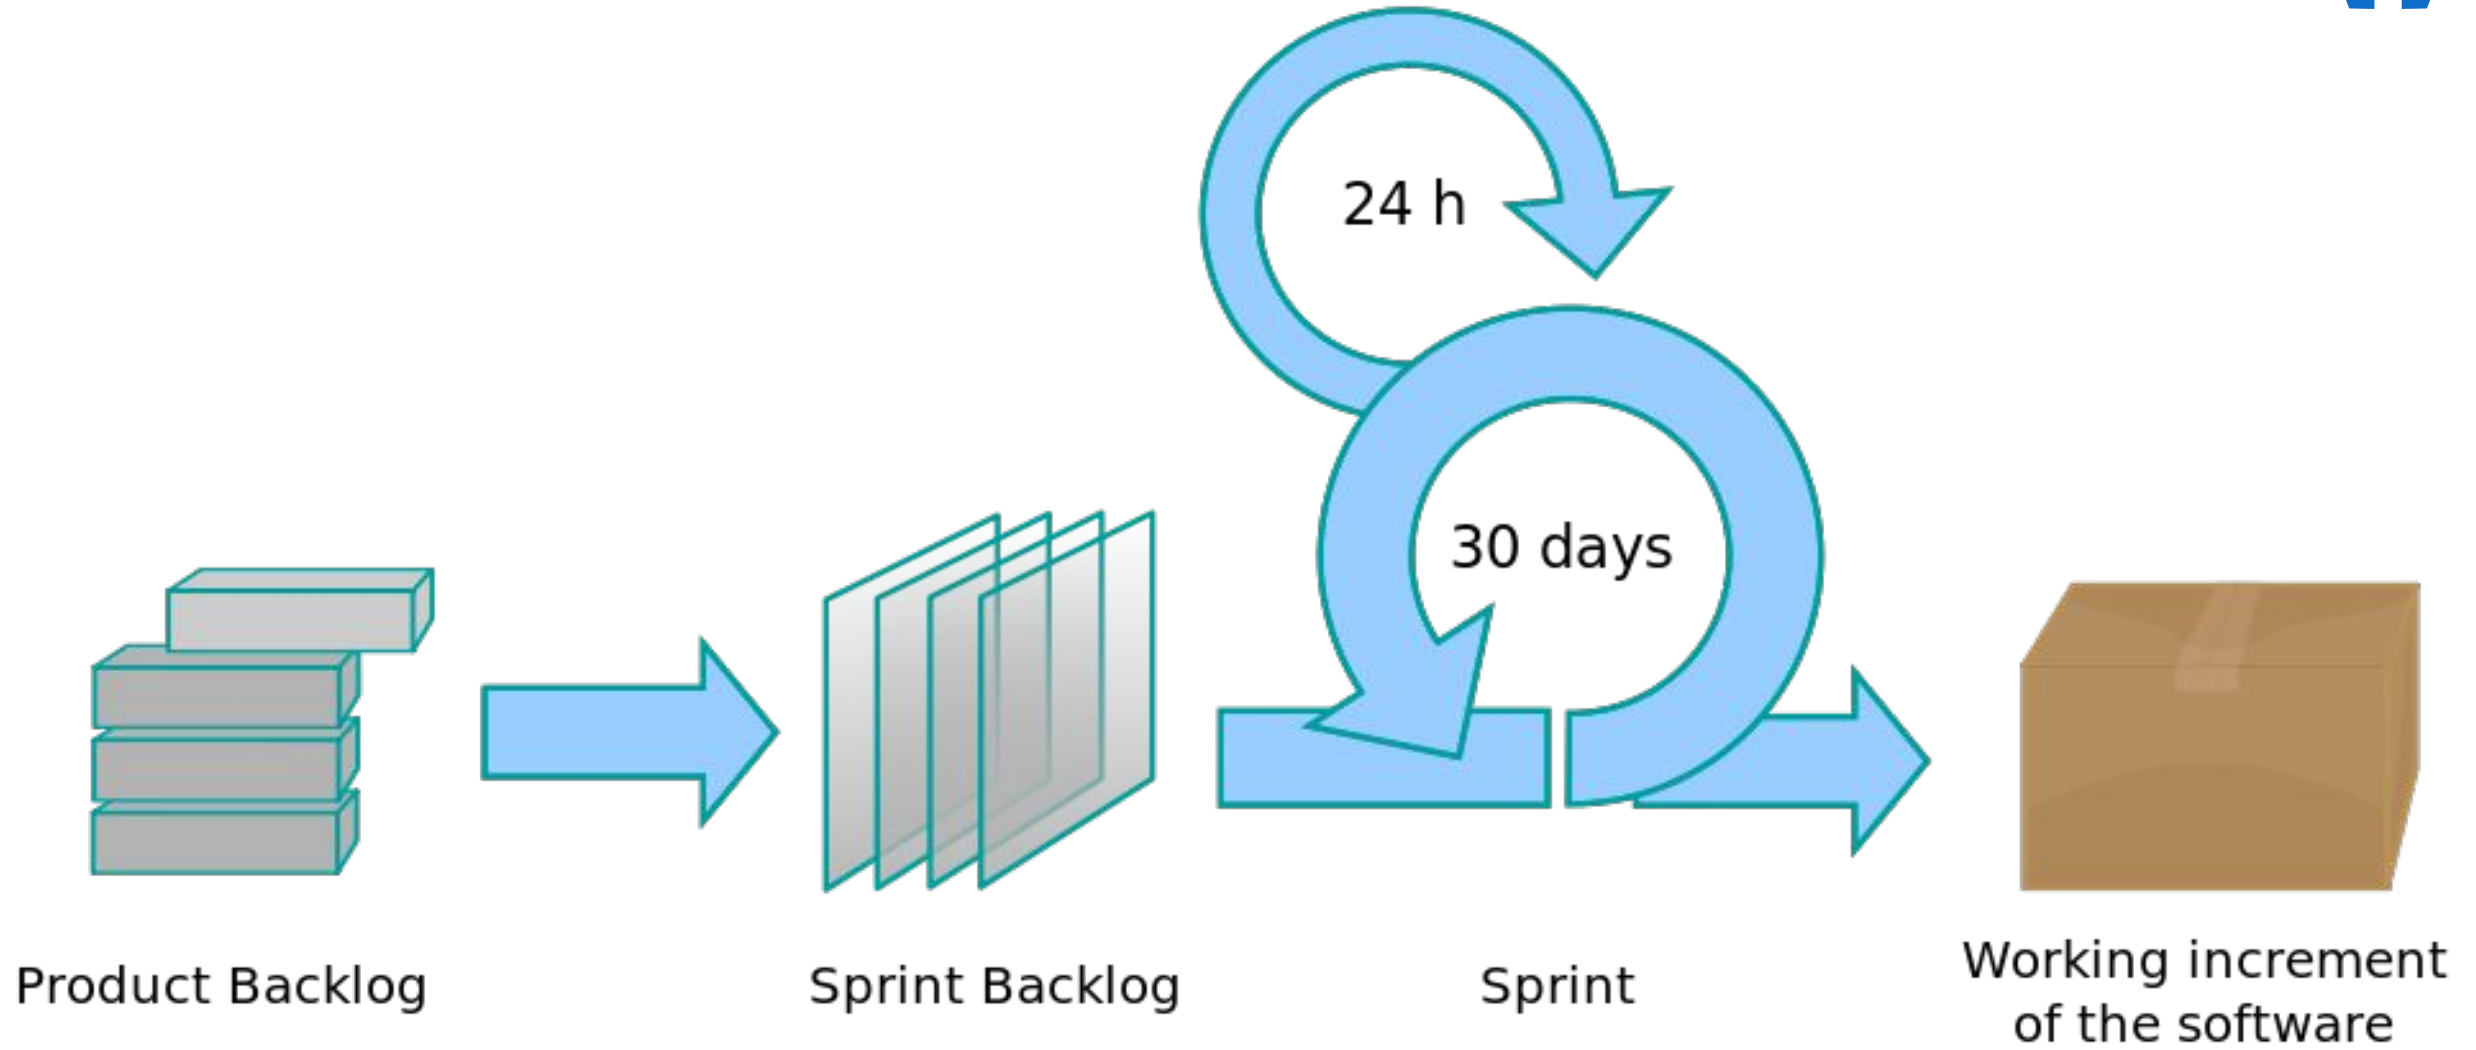 24 h
30 days
Product Backlog
Sprint Backlog
Sprint
Working increment
of the software